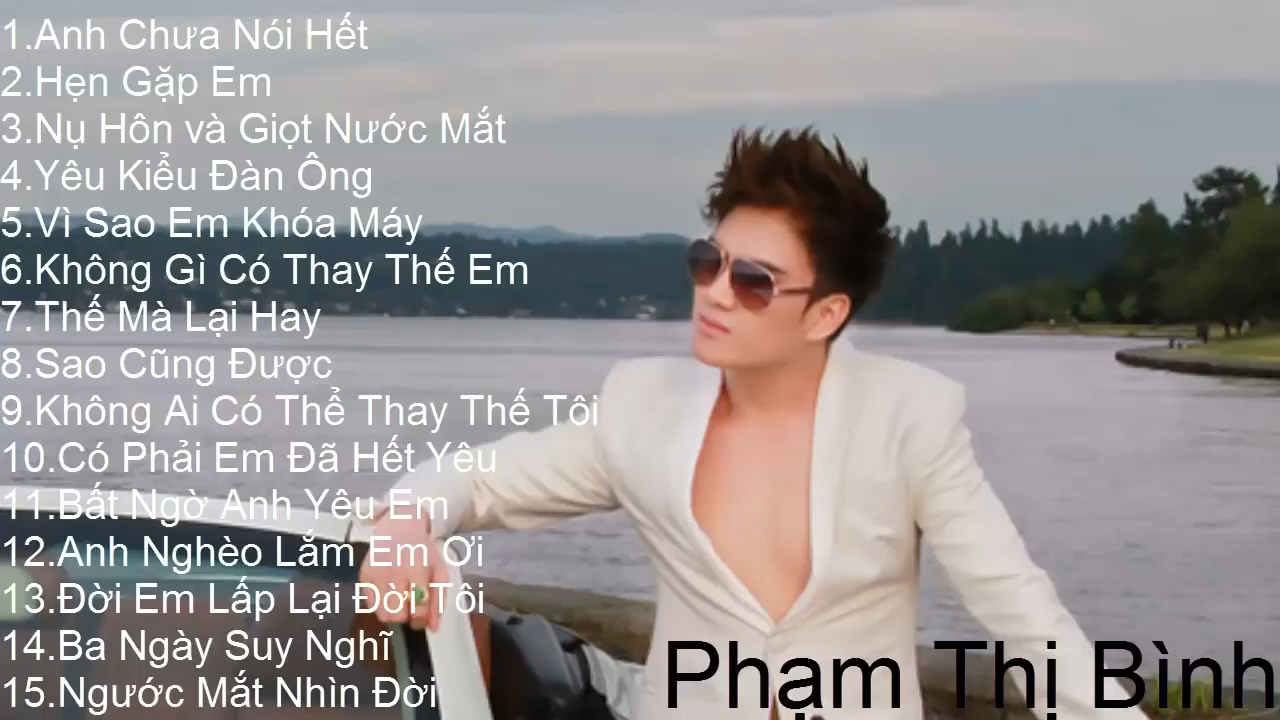 1.Anh Chưa Nói Hết
2.Hẹn Gặp Em
3.Nụ Hôn và Giọt Nước Mắt
4.Yêu Kiểu Đàn Ông
5.Vì Sao Em Khóa Máy
6.Không Gì Có Thay Thế Em
7.Thế Mà Lại Hay
8.Sao Cũng Được
9.Không Ai Có Thể Thay Thế Tôi
10.Có Phải Em Đã Hết Yêu
11.Bất Ngờ Anh Yêu Em
12.Anh Nghèo Lắm Em Ơi
13.Đời Em Lấp Lại Đời Tôi
14.Ba Ngày Suy Nghĩ
15.Ngước Mắt Nhìn Đời
Phạm Thị Bình